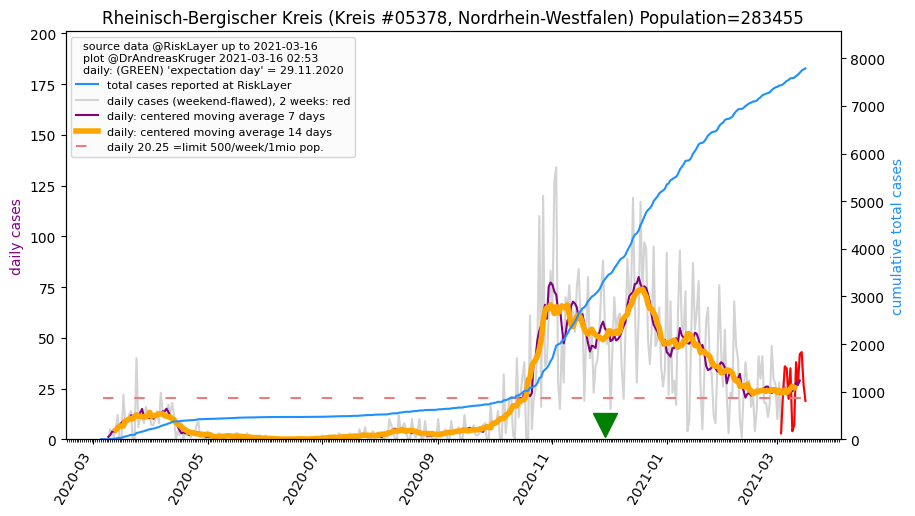 Rheinisch-Bergischer Kreis (Kreis #05378, Nordrhein-Westfalen) Population=283455
source data @RiskLayer up to 2021-03-16
plot @DrAndreasKruger 2021-03-16 02:53
daily: (GREEN) 'expectation day' = 29.11.2020
total cases reported at RiskLayer
daily cases (weekend-flawed), 2 weeks: red
daily: centered moving average 7 days
daily: centered moving average 14 days
daily 20.25 =limit 500/week/1mio pop.
daily cases
200
175
150
125
100
75
50
25
0
cumulative total cases
8000
7000
6000
5000
4000
3000
2000
1000
0
2020-03
2020-05
2020-07
2020-09
2020-11
2021-01
2021-03